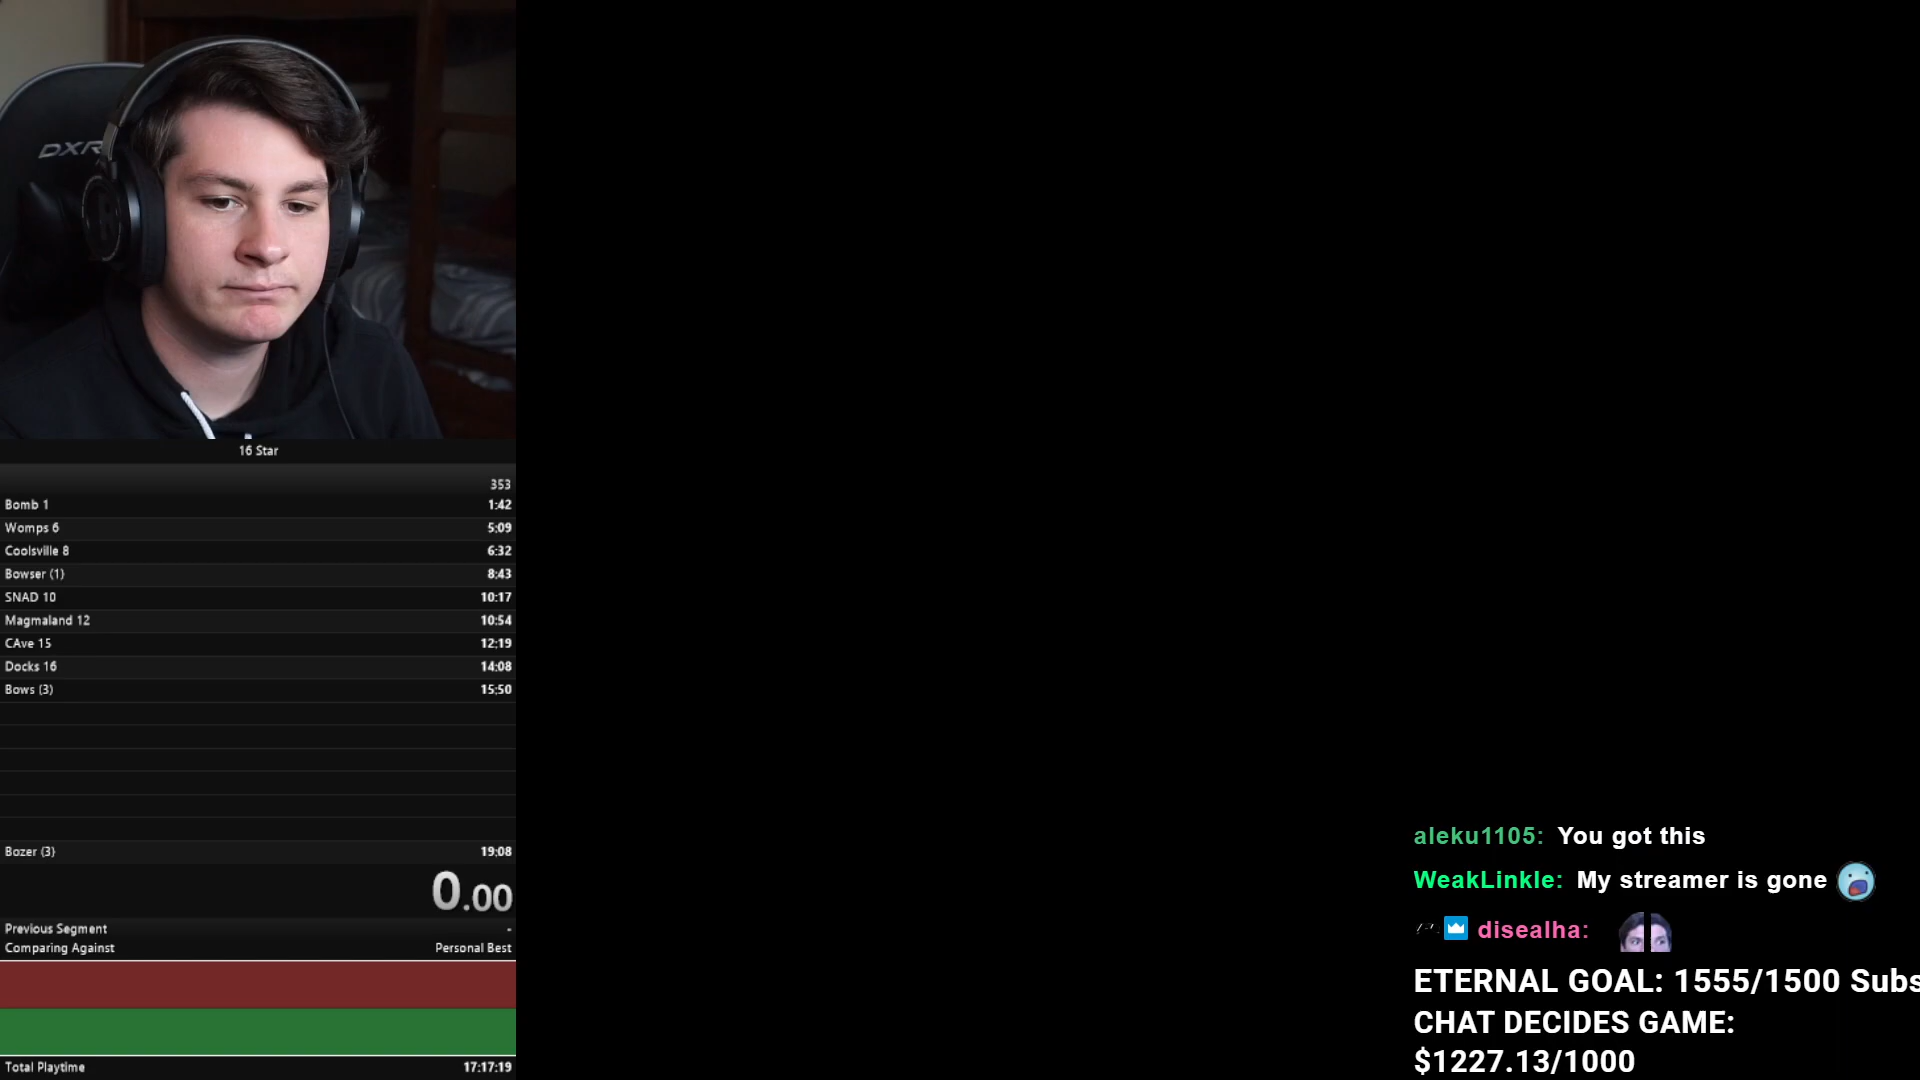 DXR
16 Star
353
Bomb 1 1:42
Womps 6 5:09
Coolsville 8 6:32
Bowser (1) 8:43
SNAD 10 10:17
Magmaland 12 10:54
CAve 15 12:19
Docks 16 14:08
Bows (3) 15:50
Bozer (3) 19:08
0.00
Previous Segment -
Comparing Against Personal Best
Total Playtime 17:17:19
aleku1105: You got this
WeakLinkle: My streamer is gone
disealha:
ETERNAL GOAL: 1555/1500 Subs
CHAT DECIDES GAME:
$1227.13/1000